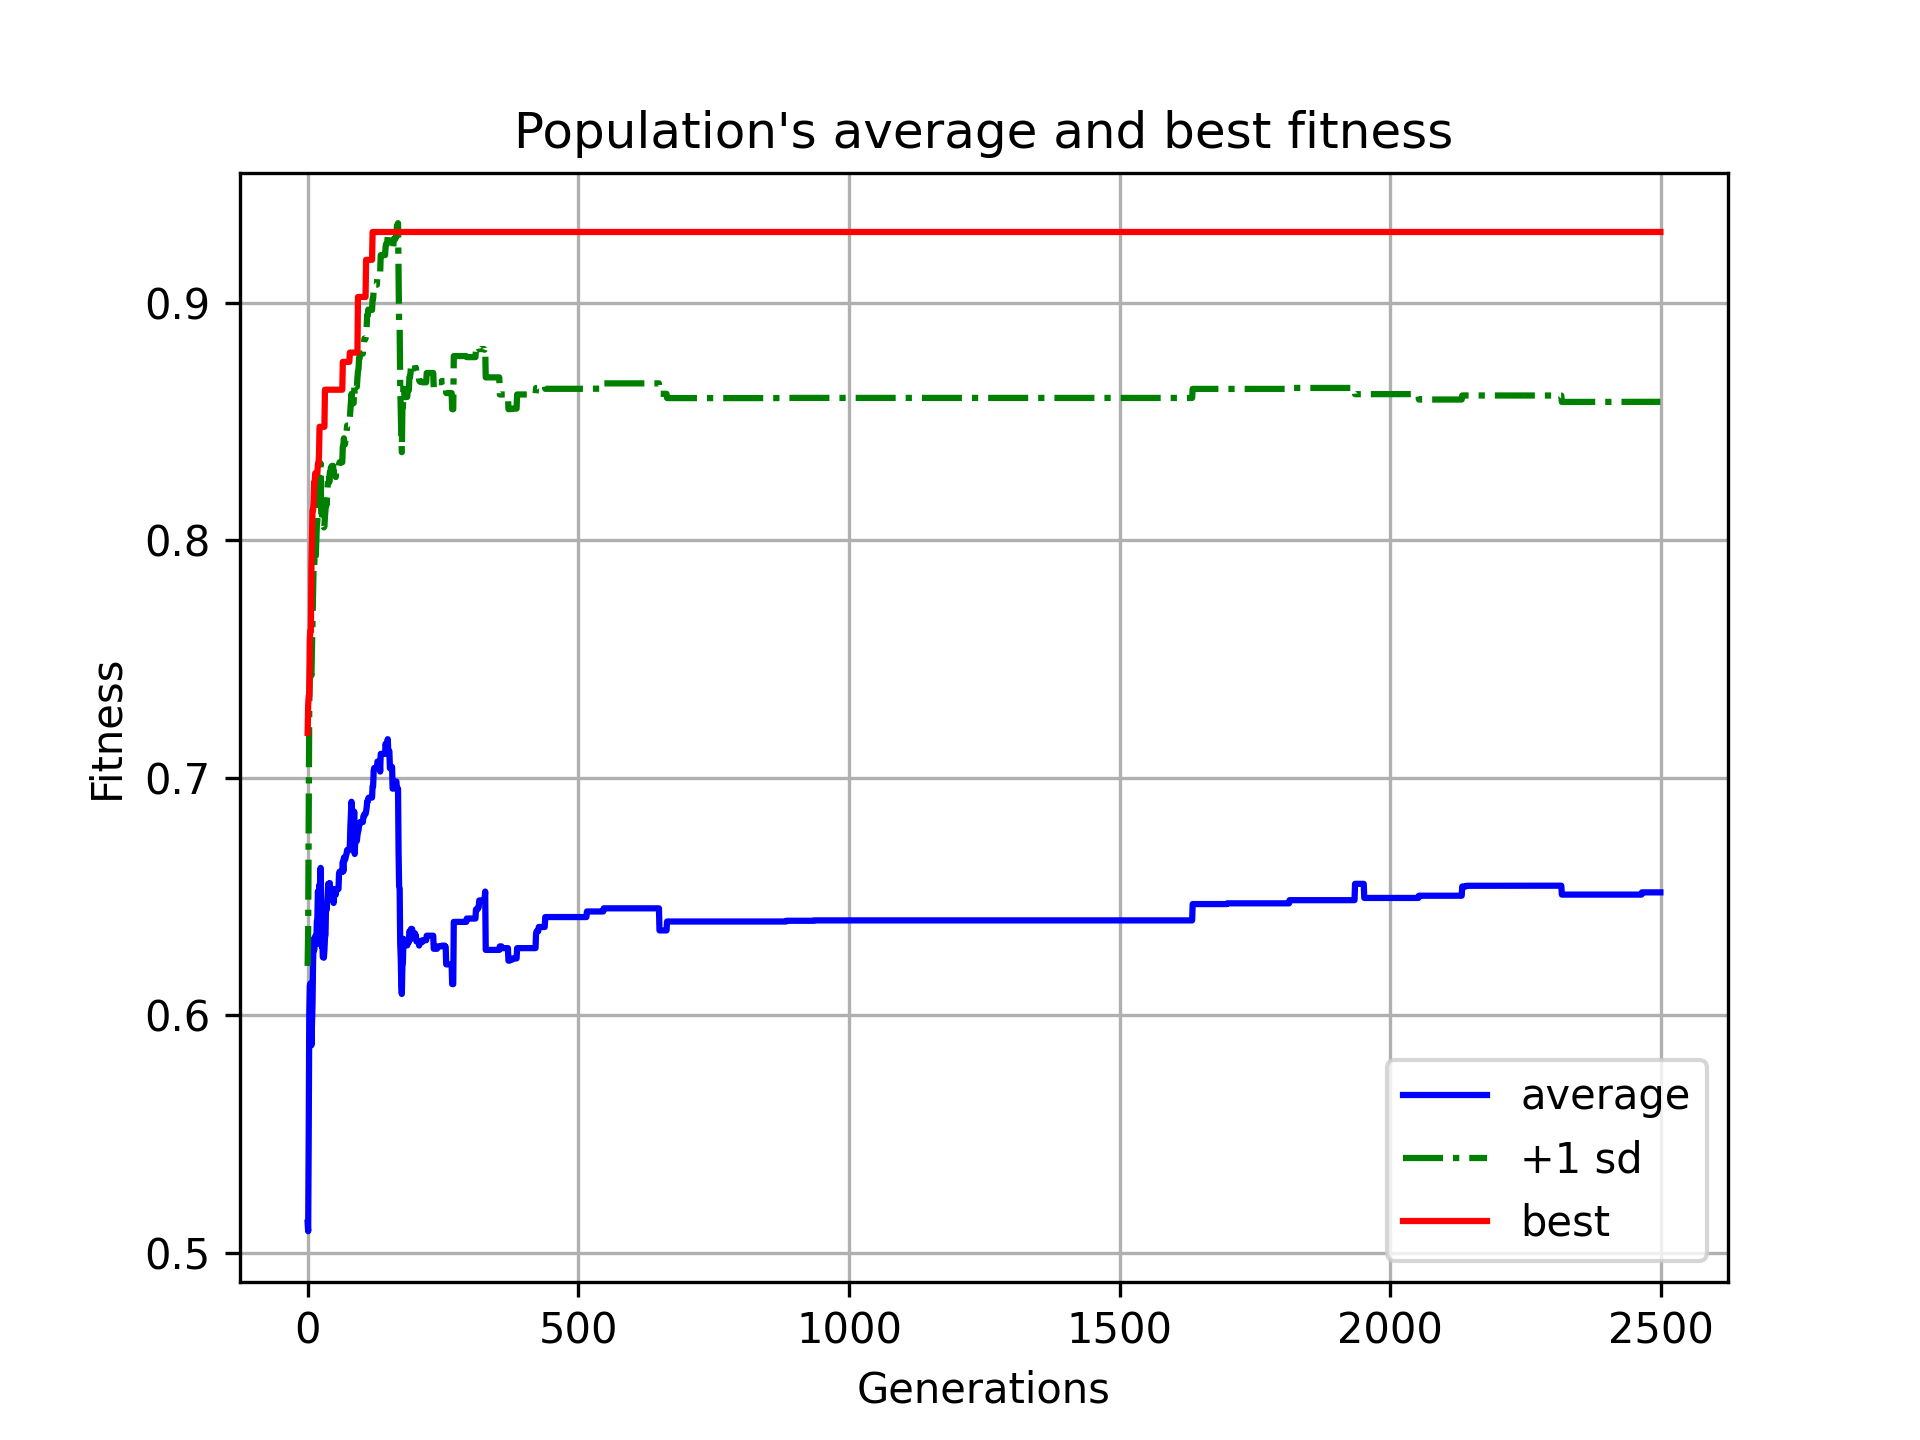 Population's average and best fitness
Fitness
0.9
0.8
0.7
0.6
0.5
0 500 1000 1500 2000 2500
Generations
average
+1 sd
best